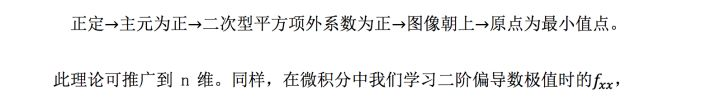 正定→主元为正→二次型平方项外系数为正→图像朝上→原点为最小值点。
此理论可推广到 n 维。同样，在微积分中我们学习二阶偏导数极值时的fₓₓ，